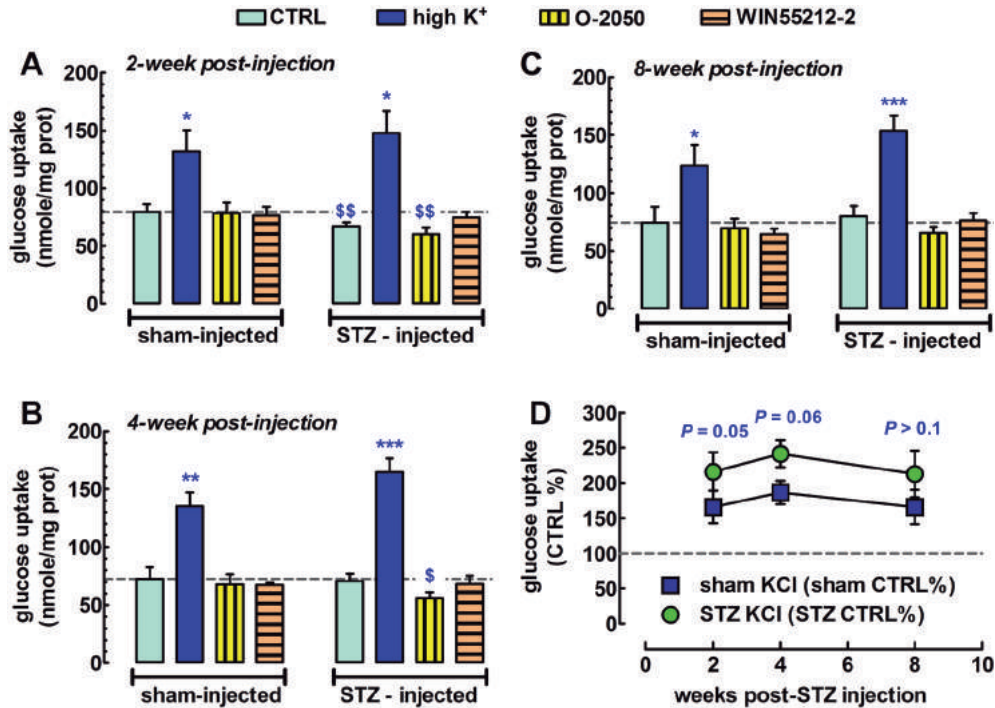 CTRL high K⁺ O-2050 WIN55212-2
A 2-week post-injection
glucose uptake
(nmole/mg prot)
200
150
100
50
0
*
$$
*
$$
sham-injected
STZ - injected
C 8-week post-injection
glucose uptake
(nmole/mg prot)
200
150
100
50
0
*
***
sham-injected
STZ - injected
B 4-week post-injection
glucose uptake
(nmole/mg prot)
200
150
100
50
0
**
***
$
sham-injected
STZ - injected
D
glucose uptake
(CTRL %)
300
250
200
150
100
50
0
P = 0.05
P = 0.06
P > 0.1
sham KCl (sham CTRL%)
STZ KCl (STZ CTRL%)
0 2 4 6 8 10
weeks post-STZ injection